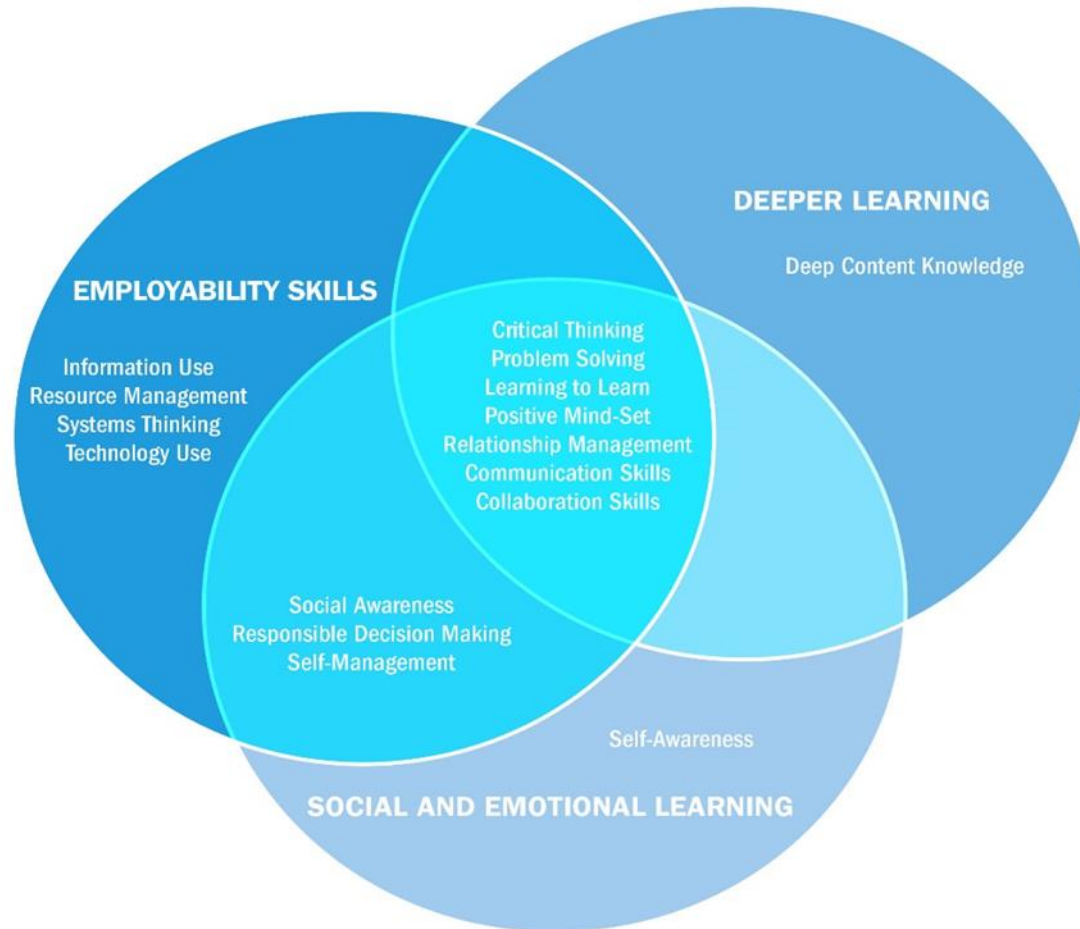 DEEPER LEARNING
Deep Content Knowledge
EMPLOYABILITY SKILLS
Information Use
Resource Management
Systems Thinking
Technology Use
Critical Thinking
Problem Solving
Learning to Learn
Positive Mind-Set
Relationship Management
Communication Skills
Collaboration Skills
Social Awareness
Responsible Decision Making
Self-Management
Self-Awareness
SOCIAL AND EMOTIONAL LEARNING